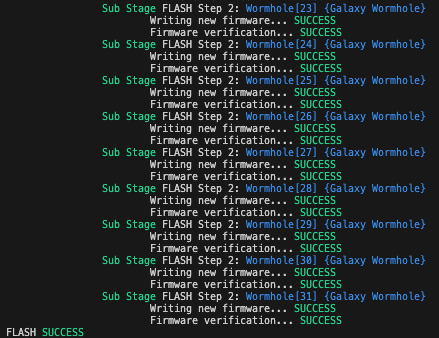 Sub Stage FLASH Step 2: Wormhole[23] {Galaxy Wormhole}
Writing new firmware... SUCCESS
Firmware verification... SUCCESS
Sub Stage FLASH Step 2: Wormhole[24] {Galaxy Wormhole}
Writing new firmware... SUCCESS
Firmware verification... SUCCESS
Sub Stage FLASH Step 2: Wormhole[25] {Galaxy Wormhole}
Writing new firmware... SUCCESS
Firmware verification... SUCCESS
Sub Stage FLASH Step 2: Wormhole[26] {Galaxy Wormhole}
Writing new firmware... SUCCESS
Firmware verification... SUCCESS
Sub Stage FLASH Step 2: Wormhole[27] {Galaxy Wormhole}
Writing new firmware... SUCCESS
Firmware verification... SUCCESS
Sub Stage FLASH Step 2: Wormhole[28] {Galaxy Wormhole}
Writing new firmware... SUCCESS
Firmware verification... SUCCESS
Sub Stage FLASH Step 2: Wormhole[29] {Galaxy Wormhole}
Writing new firmware... SUCCESS
Firmware verification... SUCCESS
Sub Stage FLASH Step 2: Wormhole[30] {Galaxy Wormhole}
Writing new firmware... SUCCESS
Firmware verification... SUCCESS
Sub Stage FLASH Step 2: Wormhole[31] {Galaxy Wormhole}
Writing new firmware... SUCCESS
Firmware verification... SUCCESS
FLASH SUCCESS